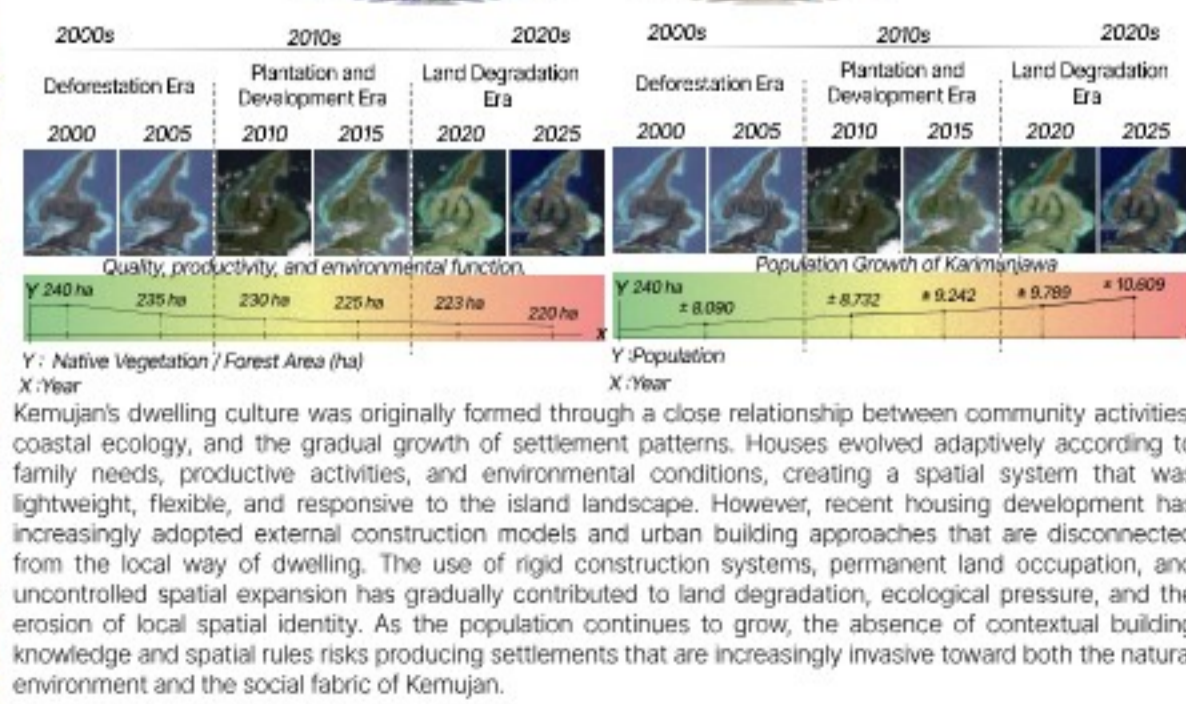 2000s 2010s 2020s
Deforestation Era
Plantation and Development Era
Land Degradation Era
2000 2005 2010 2015 2020 2025
Quality, productivity, and environmental function.
Y 240 ha 235 ha 230 ha 225 ha 223 ha 220 ha X
Y : Native Vegetation / Forest Area (ha)
X :Year
2000s 2010s 2020s
Deforestation Era
Plantation and Development Era
Land Degradation Era
2000 2005 2010 2015 2020 2025
Population Growth of Karimunjawa
Y 240 ha ± 8.090 ± 8.732 ± 9.242 ± 9.789 ± 10.609
Y :Population
X :Year
Kemujan's dwelling culture was originally formed through a close relationship between community activities
coastal ecology, and the gradual growth of settlement patterns. Houses evolved adaptively according to
family needs, productive activities, and environmental conditions, creating a spatial system that was
lightweight, flexible, and responsive to the island landscape. However, recent housing development has
increasingly adopted external construction models and urban building approaches that are disconnected
from the local way of dwelling. The use of rigid construction systems, permanent land occupation, and
uncontrolled spatial expansion has gradually contributed to land degradation, ecological pressure, and the
erosion of local spatial identity. As the population continues to grow, the absence of contextual building
knowledge and spatial rules risks producing settlements that are increasingly invasive toward both the natura
environment and the social fabric of Kemujan.